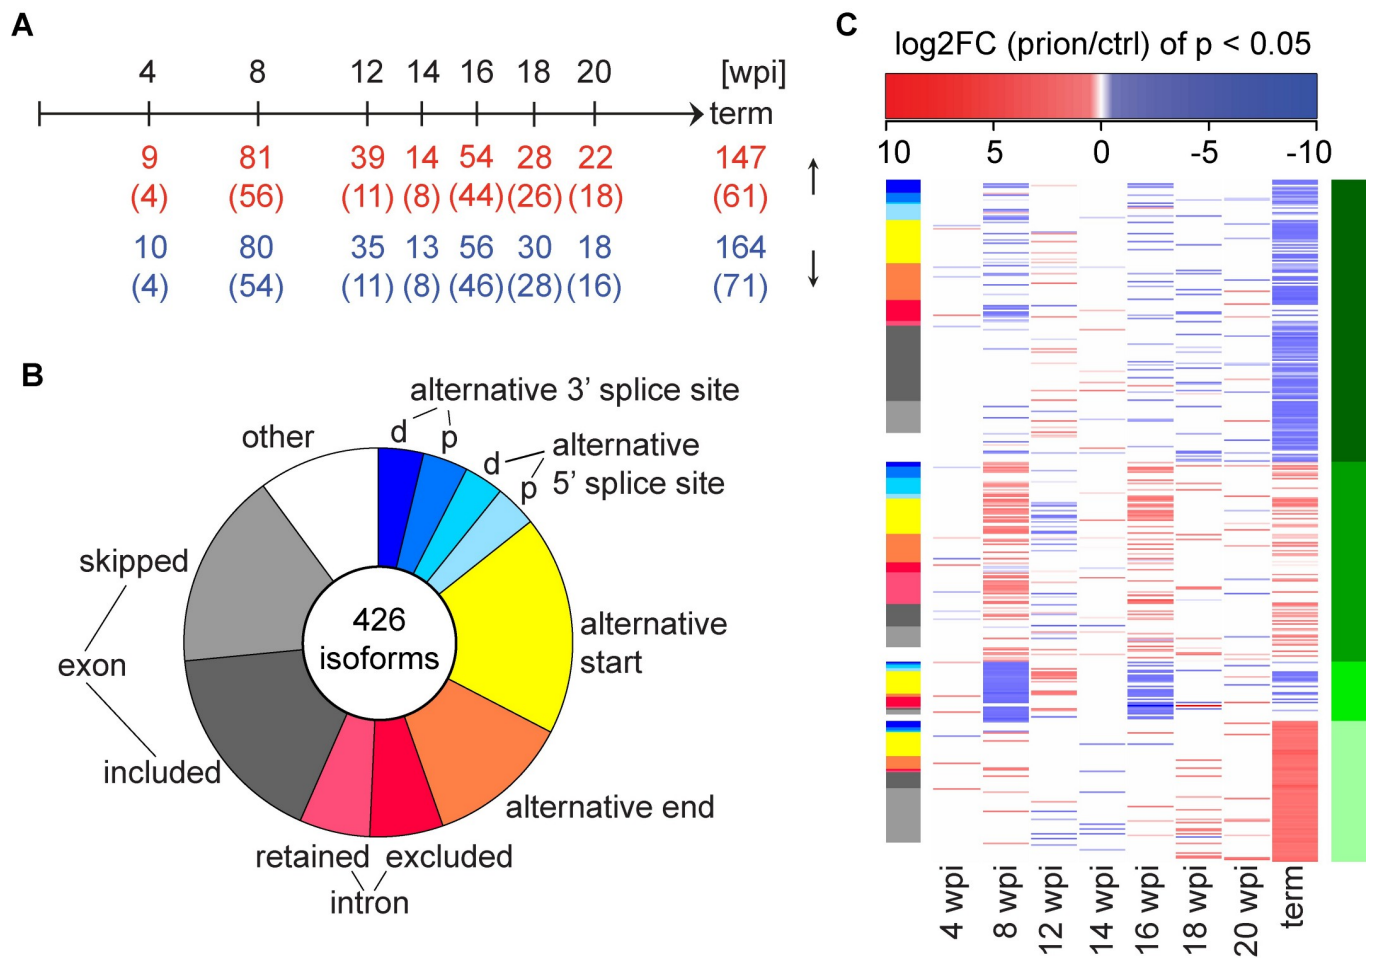 A
4 8 12 14 16 18 20 [wpi]
term
9 81 39 14 54 28 22 147
(4) (56) (11) (8) (44) (26) (18) (61)
10 80 35 13 56 30 18 164
(4) (54) (11) (8) (46) (28) (16) (71)
B
alternative 3’ splice site
d p
alternative
5’ splice site
d
p
other
skipped
exon
included
426
isoforms
alternative
start
alternative end
retained excluded
intron
C
log2FC (prion/ctrl) of p < 0.05
10 5 0 -5 -10
4 wpi
8 wpi
12 wpi
14 wpi
16 wpi
18 wpi
20 wpi
term